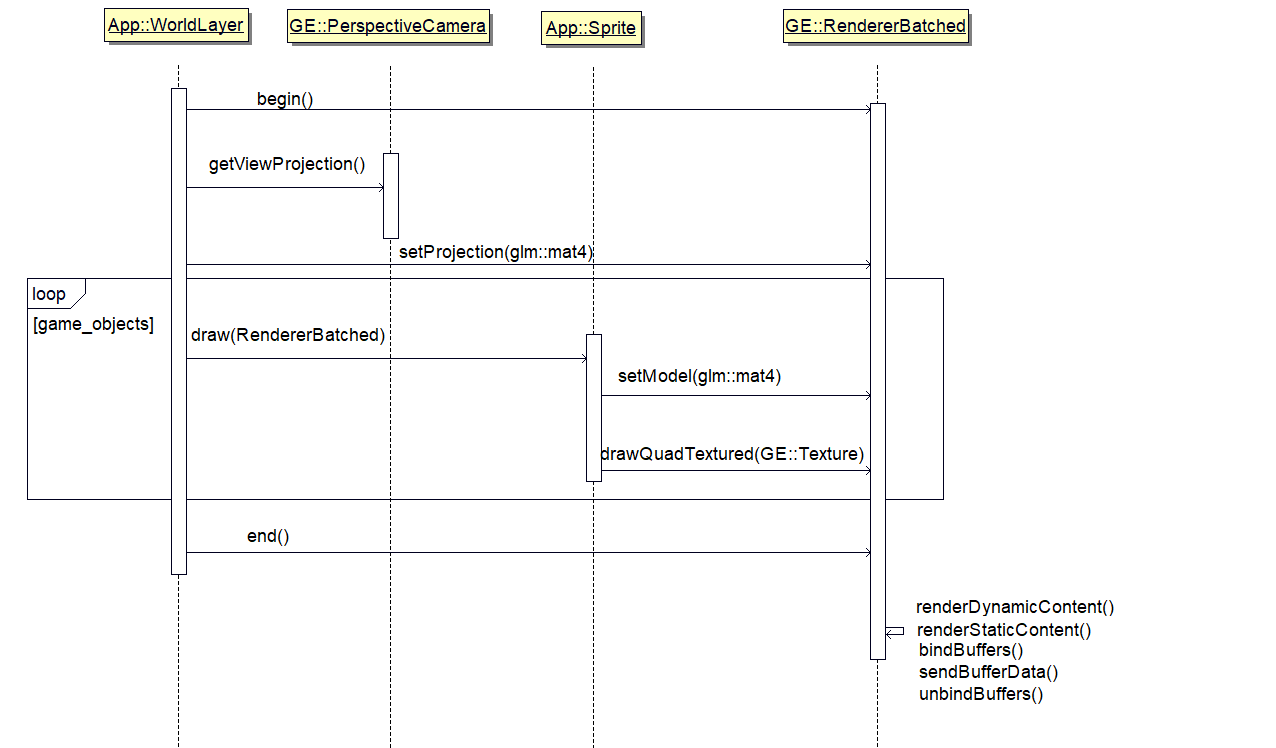 App::WorldLayer
GE::PerspectiveCamera
App::Sprite
GE::RendererBatched
begin()
getViewProjection()
setProjection(glm::mat4)
loop
[game_objects]
draw(RendererBatched)
setModel(glm::mat4)
drawQuadTextured(GE::Texture)
end()
renderDynamicContent()
renderStaticContent()
bindBuffers()
sendBufferData()
unbindBuffers()